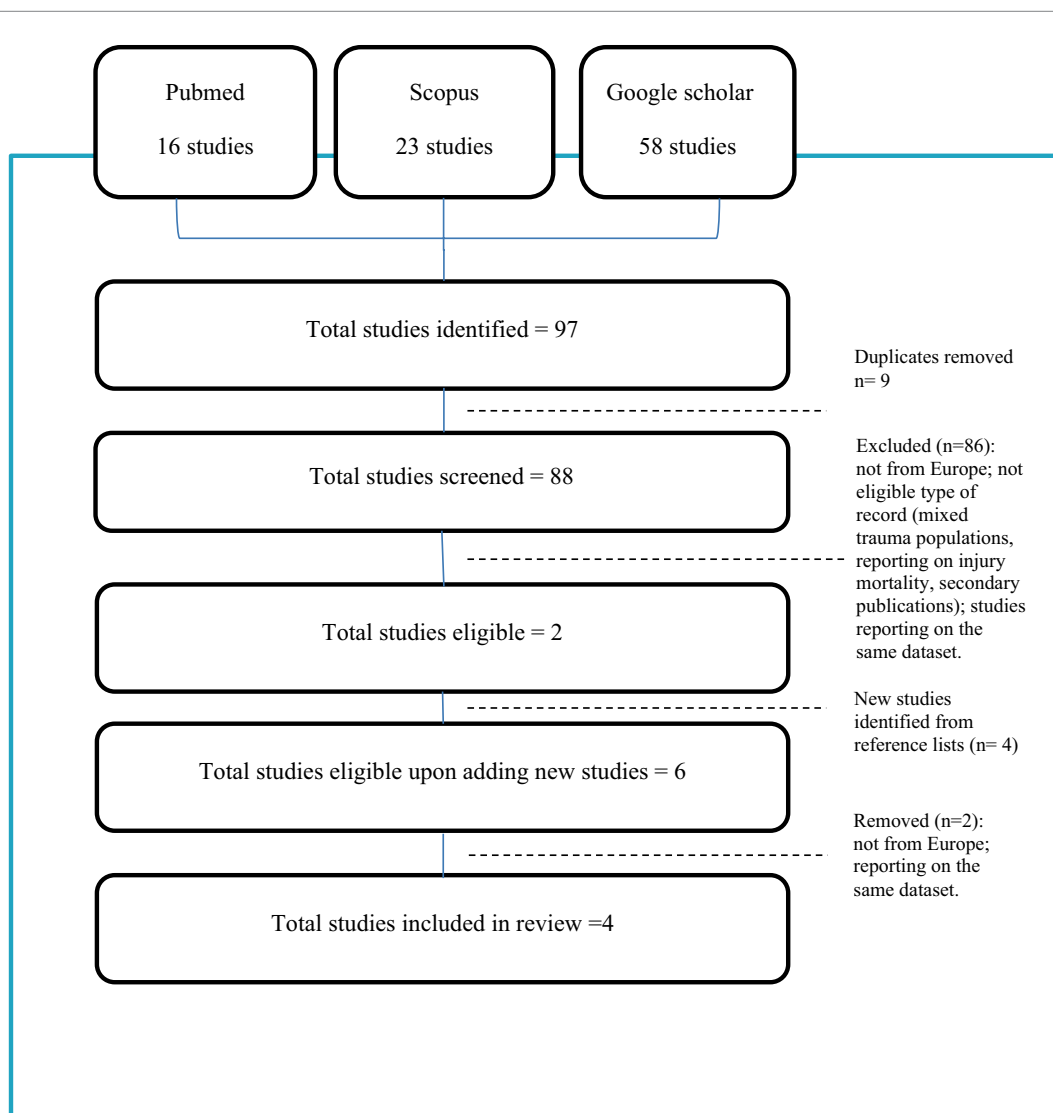 Pubmed
16 studies
Scopus
23 studies
Google scholar
58 studies
Total studies identified = 97
Duplicates removed
n= 9
Total studies screened = 88
Excluded (n=86):
not from Europe; not
eligible type of
record (mixed
trauma populations,
reporting on injury
mortality, secondary
publications); studies
reporting on the
same dataset.
Total studies eligible = 2
New studies
identified from
reference lists (n= 4)
Total studies eligible upon adding new studies = 6
Removed (n=2):
not from Europe;
reporting on the
same dataset.
Total studies included in review =4